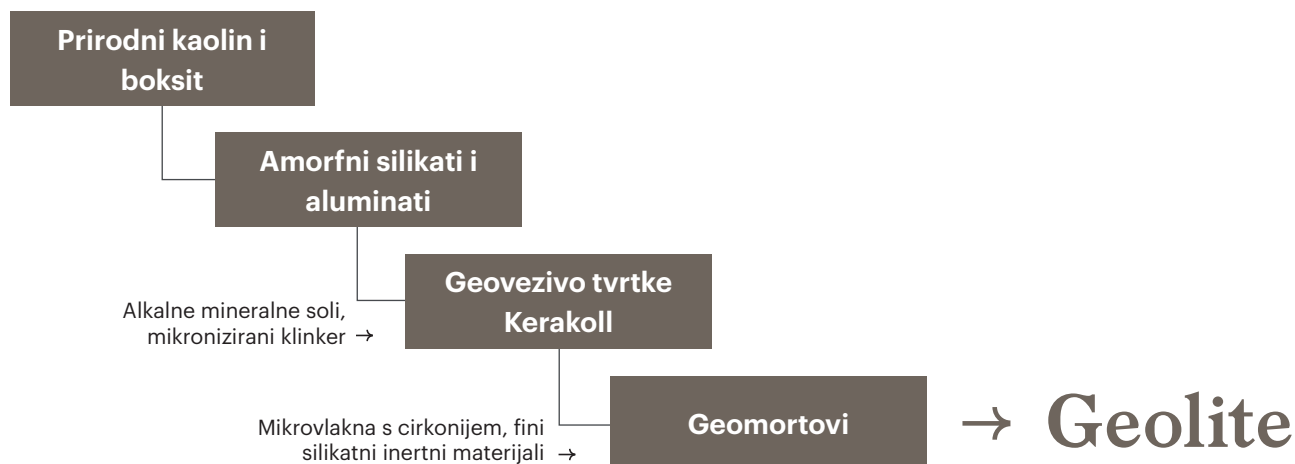 Prirodni kaolin i
boksit
Amorfni silikati i
aluminati
Geovezivo tvrtke
Kerakoll
Alkalne mineralne soli,
mikronizirani klinker →
Geomortovi
Mikrovlakna s cirkonijem, fini
silikatni inertni materijali →
→ Geolite